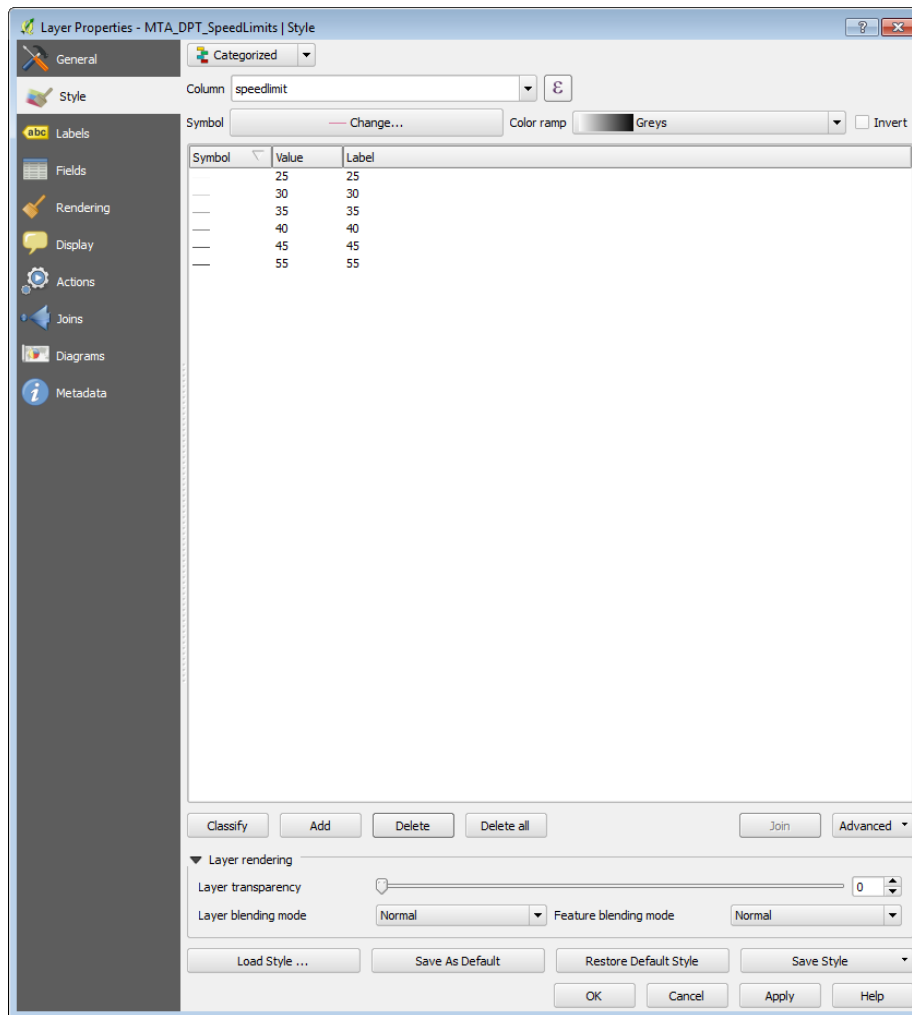 Layer Properties - MTA_DPT_SpeedLimits | Style
General
Style
abc Labels
Fields
Rendering
Display
Actions
Joins
Diagrams
Metadata
Categorized
Column speedlimit ε
Symbol Change... Color ramp Greys Invert
Symbol Value Label
25 25
30 30
35 35
40 40
45 45
55 55
Classify Add Delete Delete all Join Advanced
Layer rendering
Layer transparency 0
Layer blending mode Normal Feature blending mode Normal
Load Style ... Save As Default Restore Default Style Save Style
OK Cancel Apply Help